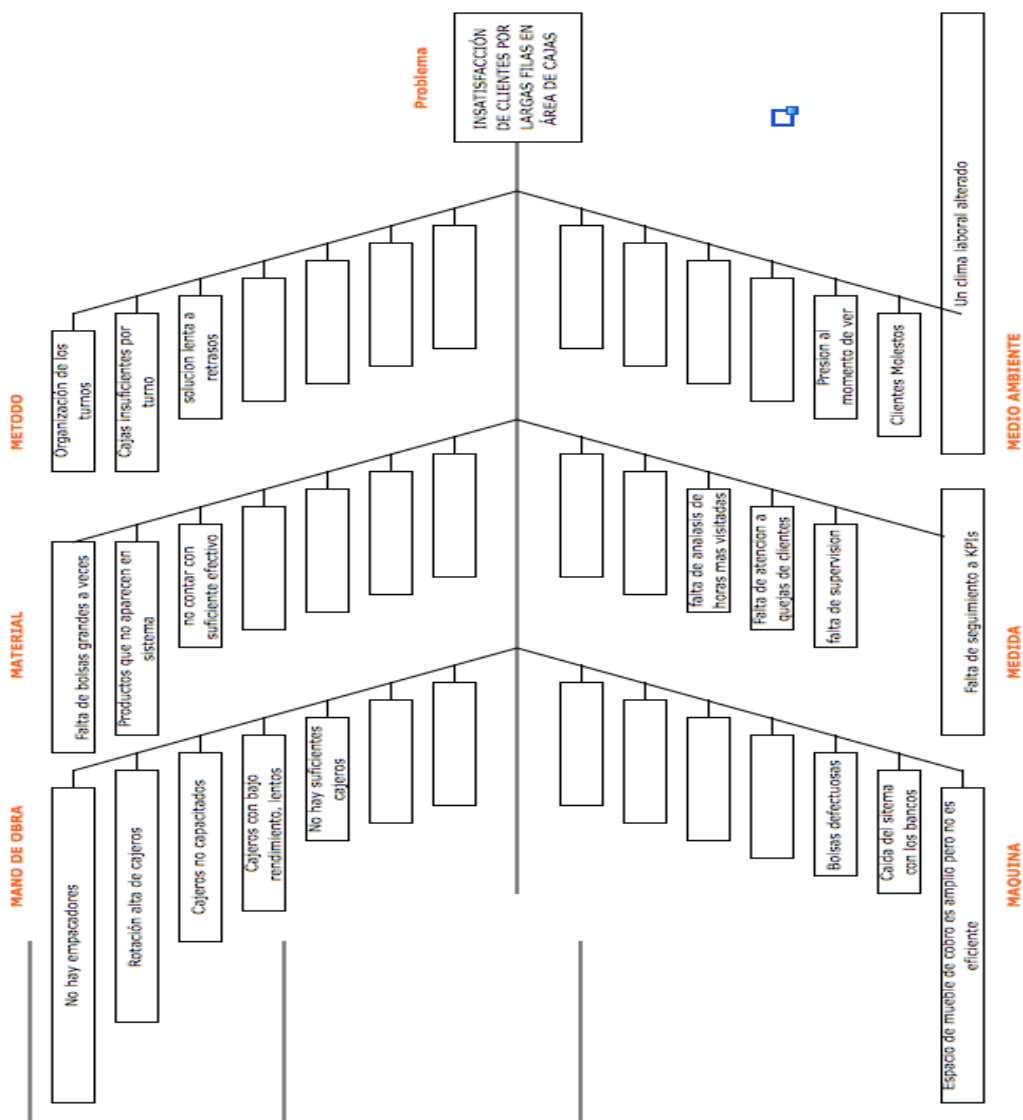 MANO DE OBRA
No hay empacadores
Rotación alta de cajeros
Cajeros no capacitados
Cajeros con bajo
rendimiento, lentos
No hay suficientes
cajeros
MATERIAL
Falta de bolsas grandes a veces
Productos que no aparecen en
sistema
no contar con
suficiente efectivo
METODO
Organización de los
turnos
Cajas insuficientes por
turno
solucion lenta a
retrasos
Problema
INSATISFACCIÓN
DE CLIENTES POR
LARGAS FILAS EN
ÁREA DE CAJAS
Bolsas defectuosas
Caida del sitema
con los bancos
Espacio de mueble de cobro es amplio pero no es
eficiente
MAQUINA
falta de analasis de
horas mas visitadas
Falta de atencion a
quejas de clientes
falta de supervision
Falta de seguimiento a KPIs
MEDIDA
Presion al
momento de ver
Clientes Molestos
Un clima laboral alterado
MEDIO AMBIENTE